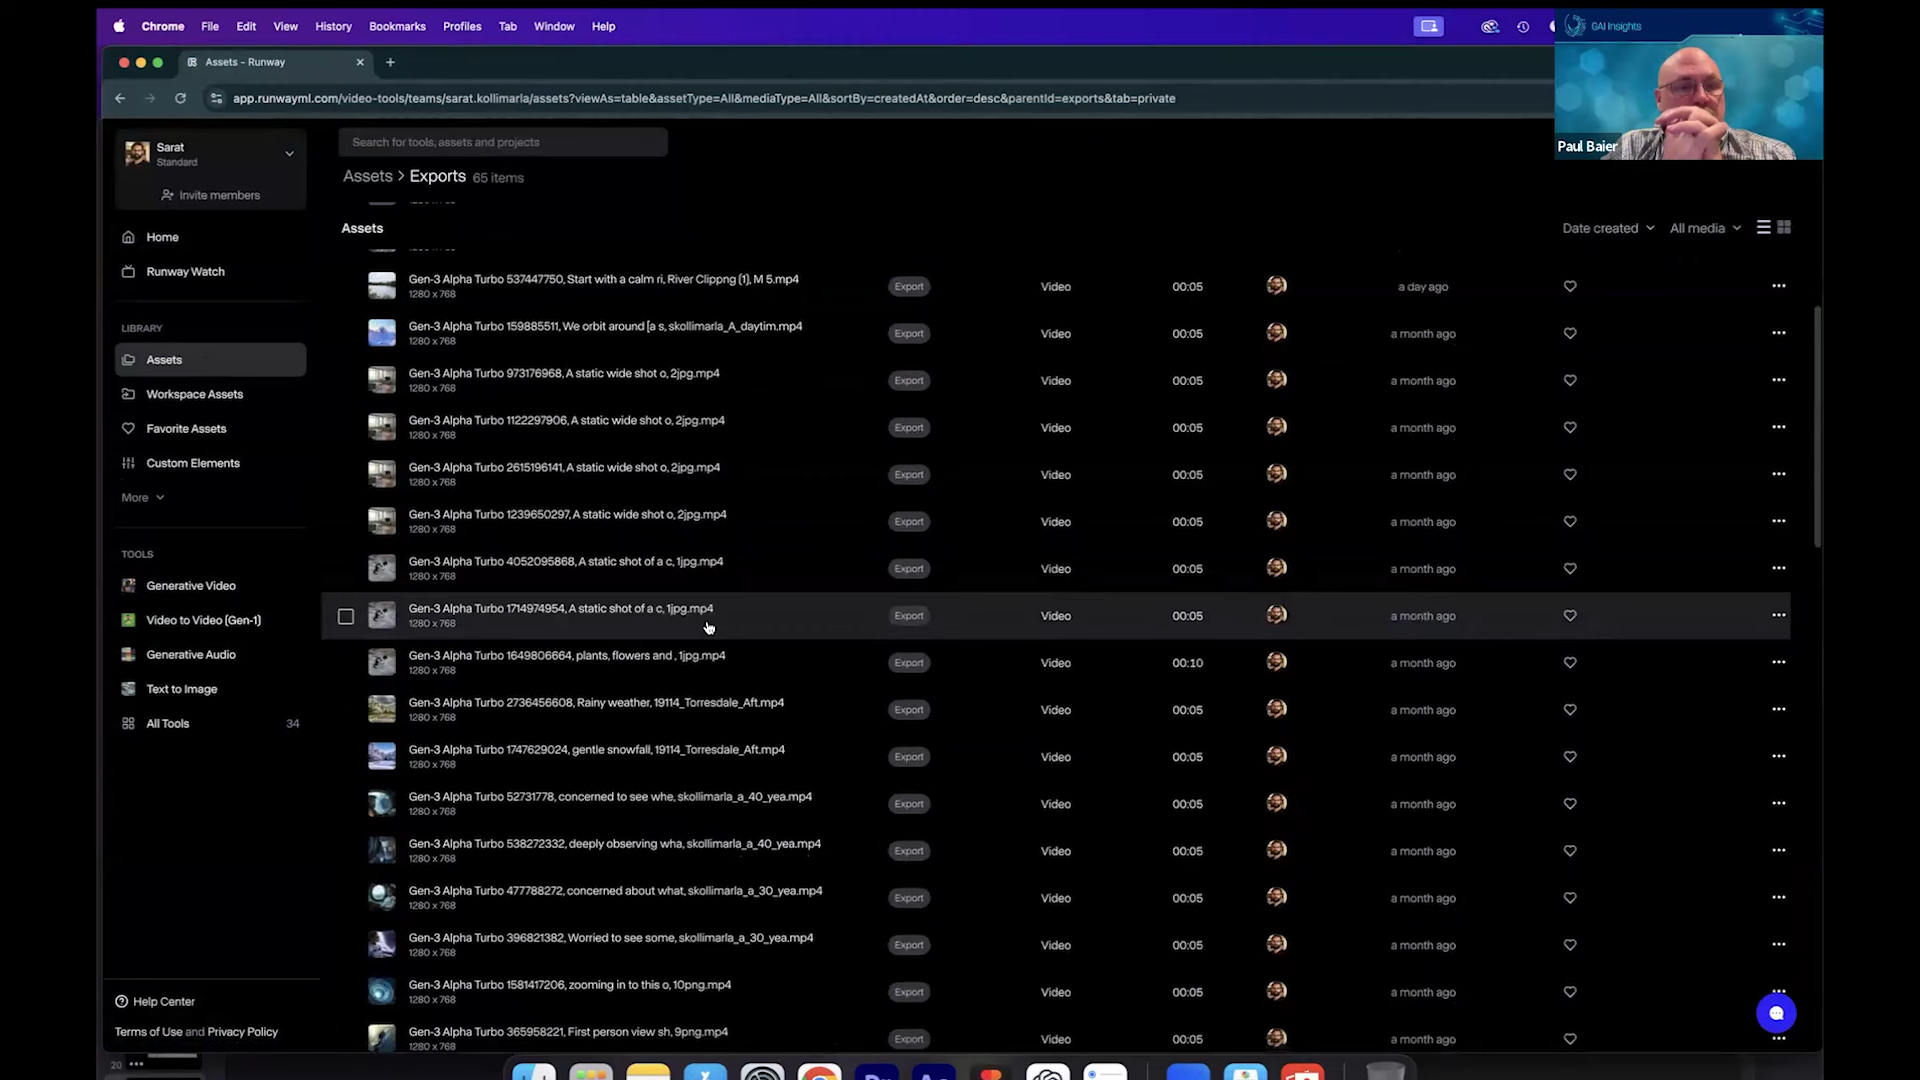 Chrome File Edit View History Bookmarks Profiles Tab Window Help
GAI Insights
Assets - Runway
app.runwayml.com/video-tools/teams/sarat.kollimarla/assets?viewAs=table&assetType=All&mediaType=All&sortBy=createdAt&order=desc&parentId=exports&tab=private
Paul Baier
Sarat
Standard
Invite members
Home
Runway Watch
LIBRARY
Assets
Workspace Assets
Favorite Assets
Custom Elements
More
TOOLS
Generative Video
Video to Video (Gen-1)
Generative Audio
Text to Image
All Tools 34
Help Center
Terms of Use and Privacy Policy
20
Search for tools, assets and projects
Assets > Exports 65 items
Assets Date created All media
Gen-3 Alpha Turbo 537447750, Start with a calm ri, River Clippng (1), M 5.mp4
1280 x 768
Export Video 00:05 a day ago
Gen-3 Alpha Turbo 159885511, We orbit around [a s, skollimarla_A_daytim.mp4
1280 x 768
Export Video 00:05 a month ago
Gen-3 Alpha Turbo 973176968, A static wide shot o, 2jpg.mp4
1280 x 768
Export Video 00:05 a month ago
Gen-3 Alpha Turbo 1122297906, A static wide shot o, 2jpg.mp4
1280 x 768
Export Video 00:05 a month ago
Gen-3 Alpha Turbo 2615196141, A static wide shot o, 2jpg.mp4
1280 x 768
Export Video 00:05 a month ago
Gen-3 Alpha Turbo 1239650297, A static wide shot o, 2jpg.mp4
1280 x 768
Export Video 00:05 a month ago
Gen-3 Alpha Turbo 4052095868, A static shot of a c, 1jpg.mp4
1280 x 768
Export Video 00:05 a month ago
Gen-3 Alpha Turbo 1714974954, A static shot of a c, 1jpg.mp4
1280 x 768
Export Video 00:05 a month ago
Gen-3 Alpha Turbo 1649806664, plants, flowers and , 1jpg.mp4
1280 x 768
Export Video 00:10 a month ago
Gen-3 Alpha Turbo 2736456608, Rainy weather, 19114_Torresdale_Aft.mp4
1280 x 768
Export Video 00:05 a month ago
Gen-3 Alpha Turbo 1747629024, gentle snowfall, 19114_Torresdale_Aft.mp4
1280 x 768
Export Video 00:05 a month ago
Gen-3 Alpha Turbo 52731778, concerned to see whe, skollimarla_a_40_yea.mp4
1280 x 768
Export Video 00:05 a month ago
Gen-3 Alpha Turbo 538272332, deeply observing wha, skollimarla_a_40_yea.mp4
1280 x 768
Export Video 00:05 a month ago
Gen-3 Alpha Turbo 477788272, concerned about what, skollimarla_a_30_yea.mp4
1280 x 768
Export Video 00:05 a month ago
Gen-3 Alpha Turbo 396821382, Worried to see some, skollimarla_a_30_yea.mp4
1280 x 768
Export Video 00:05 a month ago
Gen-3 Alpha Turbo 1581417206, zooming in to this o, 10png.mp4
1280 x 768
Export Video 00:05 a month ago
Gen-3 Alpha Turbo 365958221, First person view sh, 9png.mp4
1280 x 768
Export Video 00:05 a month ago